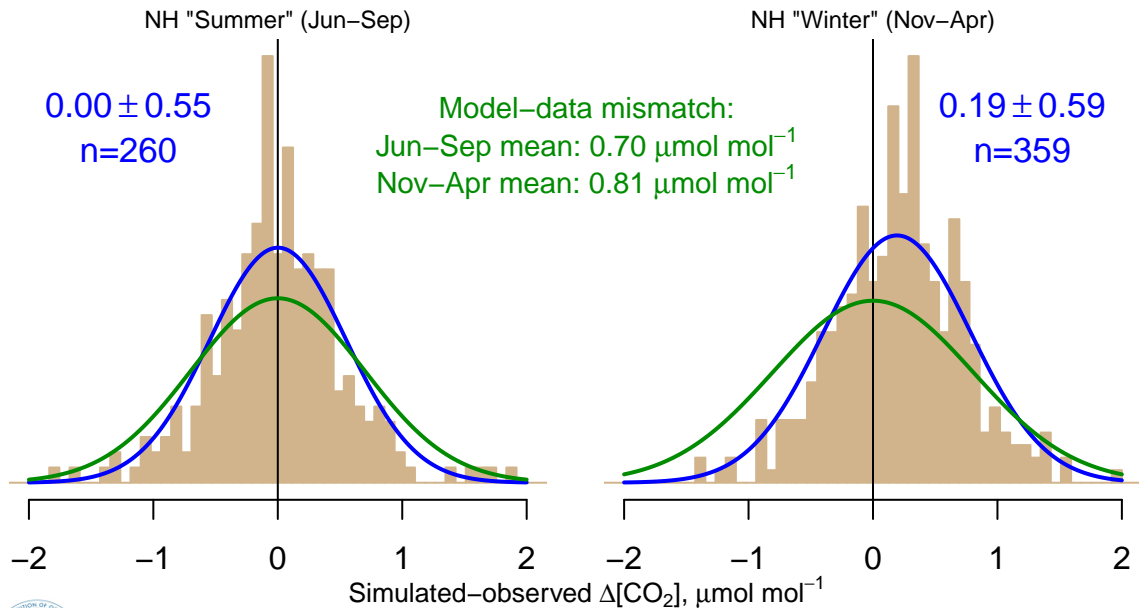 NH "Summer" (Jun−Sep)
NH "Winter" (Nov−Apr)
0.00 ± 0.55
n=260
Model−data mismatch:
Jun−Sep mean: 0.70 μmol mol⁻¹
Nov−Apr mean: 0.81 μmol mol⁻¹
0.19 ± 0.59
n=359
−2 −1 0 1 2
−2 −1 0 1 2
Simulated−observed Δ[CO₂], μmol mol⁻¹